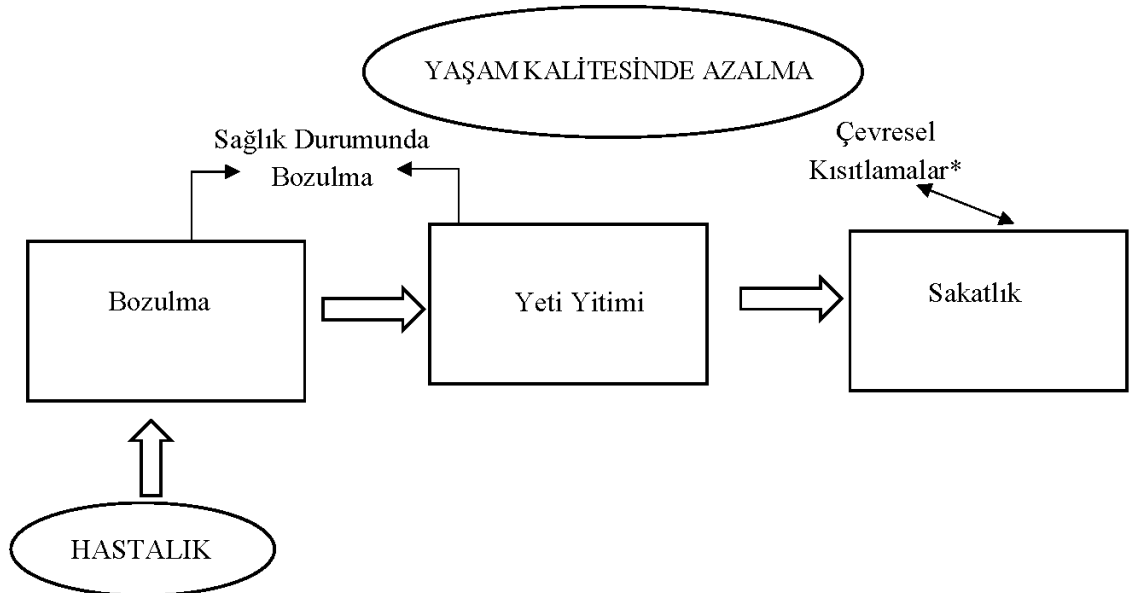 YAŞAM KALİTESİNDE AZALMA
Sağlık Durumunda
Bozulma
Çevresel
Kısıtlamalar*
Bozulma
Yeti Yitimi
Sakatlık
HASTALIK